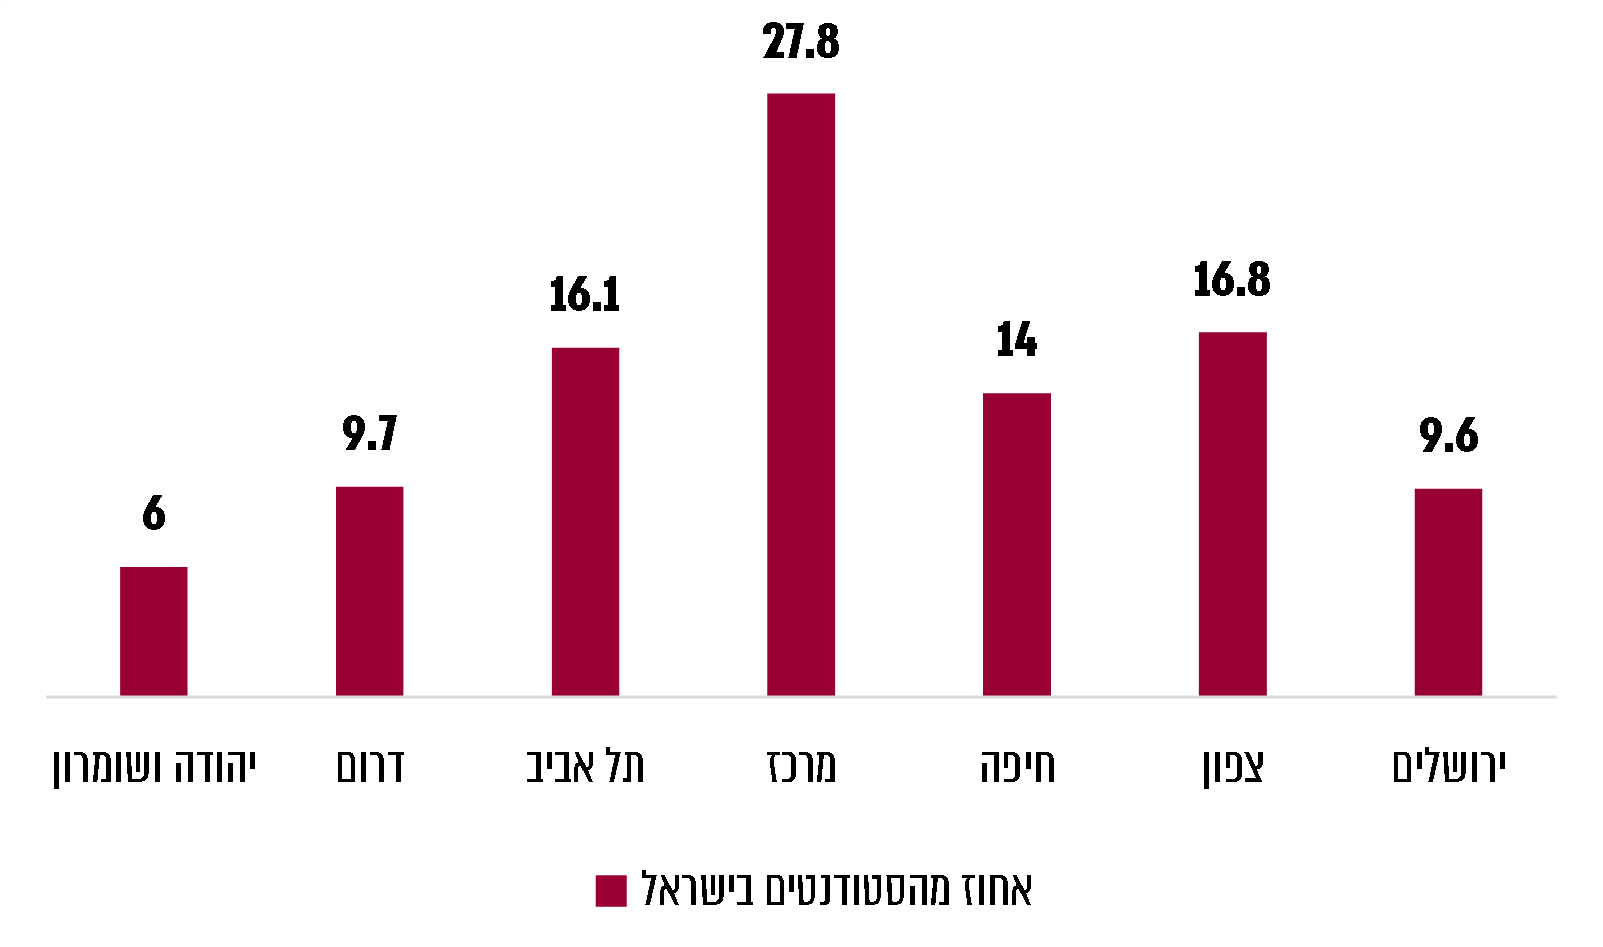 27.8
16.8
16.1
14
9.6
9.7
6
ירושלים
צפון
חיפה
מרכז
תל אביב
דרום
יהודה ושומרון
אחוז מהסטודנטים בישראל